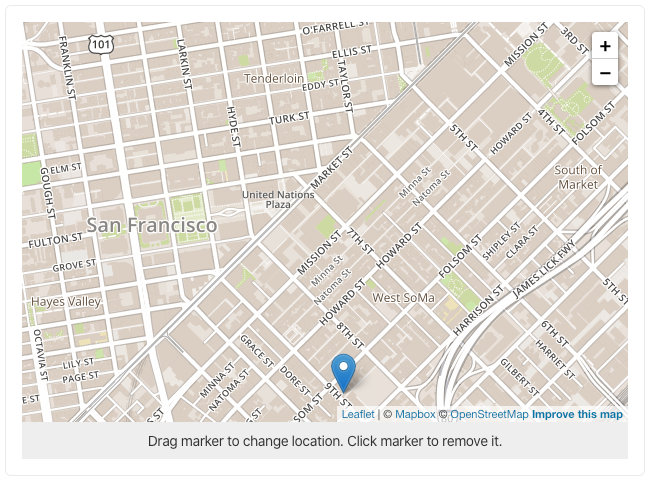 O'FARRELL ST
MISSION ST
3RD ST
101
ELLIS ST
FRANKLIN ST
LARKIN ST
+
−
Tenderloin
EDDY ST
TAYLOR ST
HYDE ST
TURK ST
4TH ST
FOLSOM ST
5TH ST
HOWARD ST
MARKET ST
South of
Market
ELM ST
GOUGH ST
Minna St
Natoma St
United Nations
Plaza
San Francisco
FULTON ST
MISSION ST
7TH ST
HOWARD ST
FOLSOM ST
SHIPLEY ST
CLARA ST
GROVE ST
Minna St
Natoma St
JAMES LICK FWY
5TH ST
Hayes Valley
HOWARD ST
West SoMa
HARRISON ST
OCTAVIA ST
8TH ST
6TH ST
GRACE ST
HARRIET ST
LILY ST
PAGE ST
MINNA ST
NATOMA ST
DORE ST
GILBERT ST
9TH ST
SOM ST
Leaflet | © Mapbox © OpenStreetMap Improve this map
Drag marker to change location. Click marker to remove it.